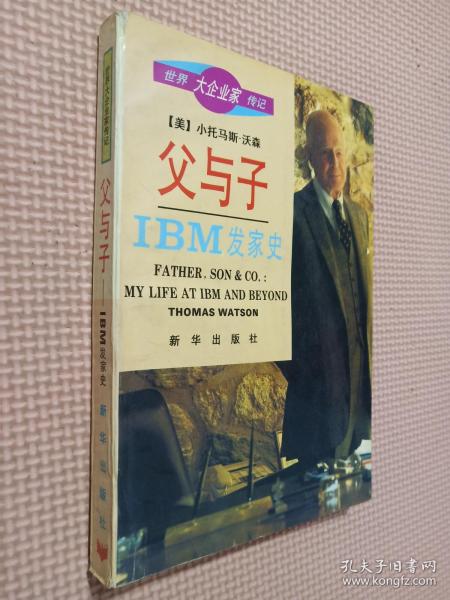 世界 大企业家 传记
【美】小托马斯·沃森
父与子
IBM发家史
FATHER, SON & CO.:
MY LIFE AT IBM AND BEYOND
THOMAS WATSON
新华出版社
世界大企业家传记
父与子——IBM发家史 新华出版社
孔夫子旧书网
www.kongfz.com